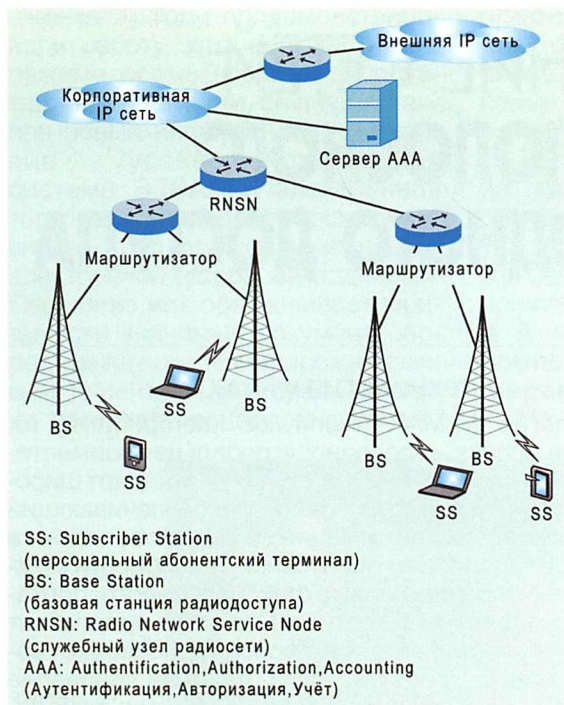 Внешняя IP сеть
Корпоративная
IP сеть
Сервер AAA
RNSN
Маршрутизатор
Маршрутизатор
SS
BS
BS
SS
BS
BS
SS
SS
SS: Subscriber Station
(персональный абонентский терминал)
BS: Base Station
(базовая станция радиодоступа)
RNSN: Radio Network Service Node
(служебный узел радиосети)
AAA: Authentification,Authorization,Accounting
(Аутентификация,Авторизация,Учёт)